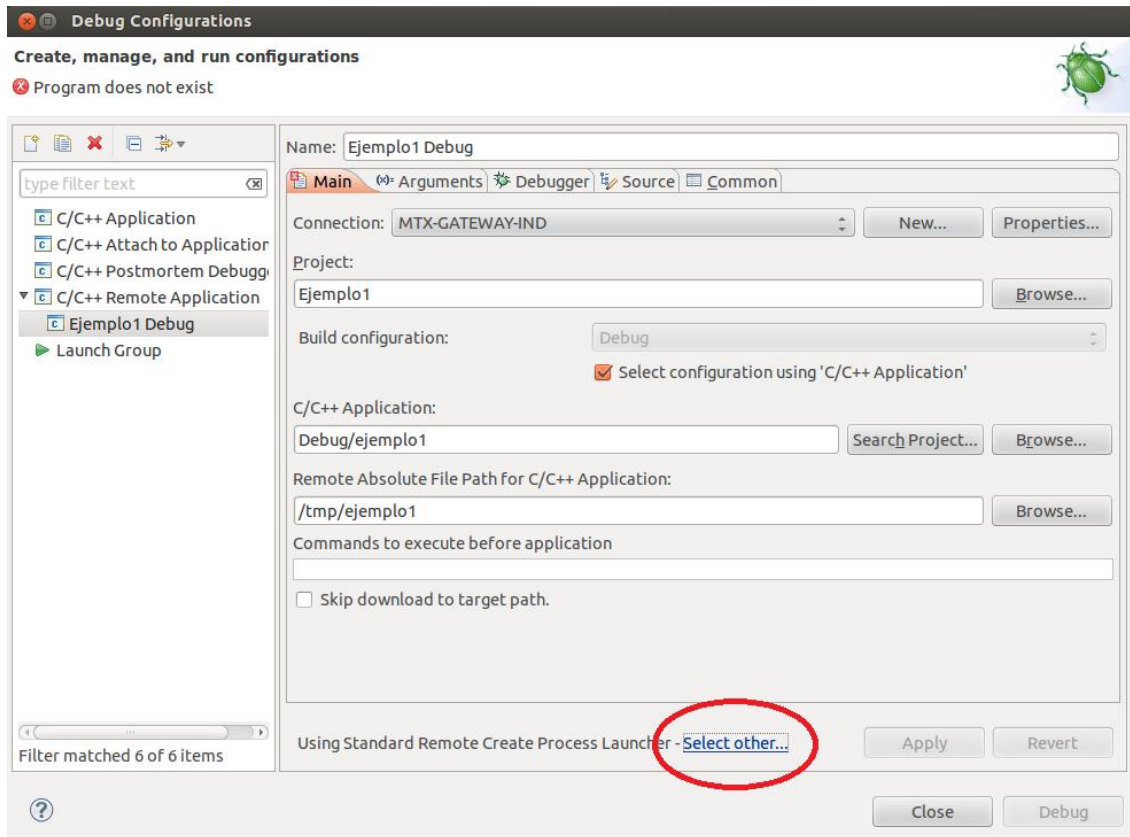 Debug Configurations
Create, manage, and run configurations
Program does not exist
type filter text
C/C++ Application
C/C++ Attach to Application
C/C++ Postmortem Debugg
C/C++ Remote Application
Ejemplo1 Debug
Launch Group
Filter matched 6 of 6 items
Name: Ejemplo1 Debug
Main (x)= Arguments Debugger Source Common
Connection: MTX-GATEWAY-IND New... Properties...
Project:
Ejemplo1 Browse...
Build configuration: Debug
Select configuration using 'C/C++ Application'
C/C++ Application:
Debug/ejemplo1 Search Project... Browse...
Remote Absolute File Path for C/C++ Application:
/tmp/ejemplo1 Browse...
Commands to execute before application
Skip download to target path.
Using Standard Remote Create Process Launcher - Select other... Apply Revert
? Close Debug